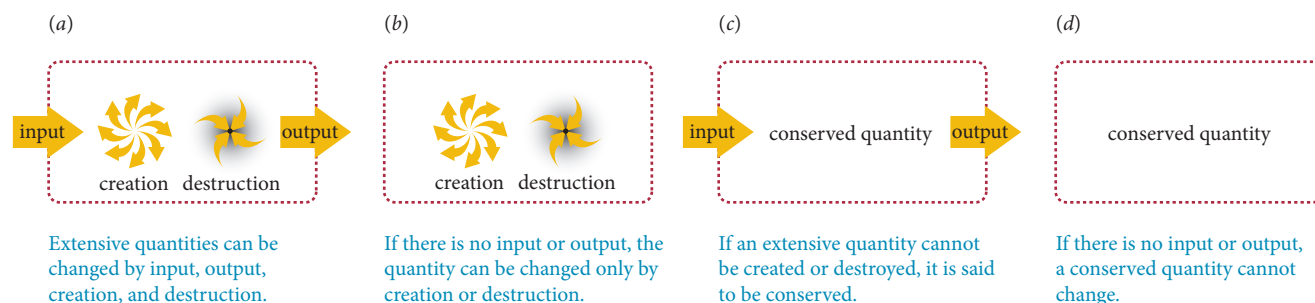 (a)
input
output
creation
destruction
Extensive quantities can be
changed by input, output,
creation, and destruction.
(b)
creation
destruction
If there is no input or output, the
quantity can be changed only by
creation or destruction.
(c)
input
conserved quantity
output
If an extensive quantity cannot
be created or destroyed, it is said
to be conserved.
(d)
conserved quantity
If there is no input or output,
a conserved quantity cannot
change.